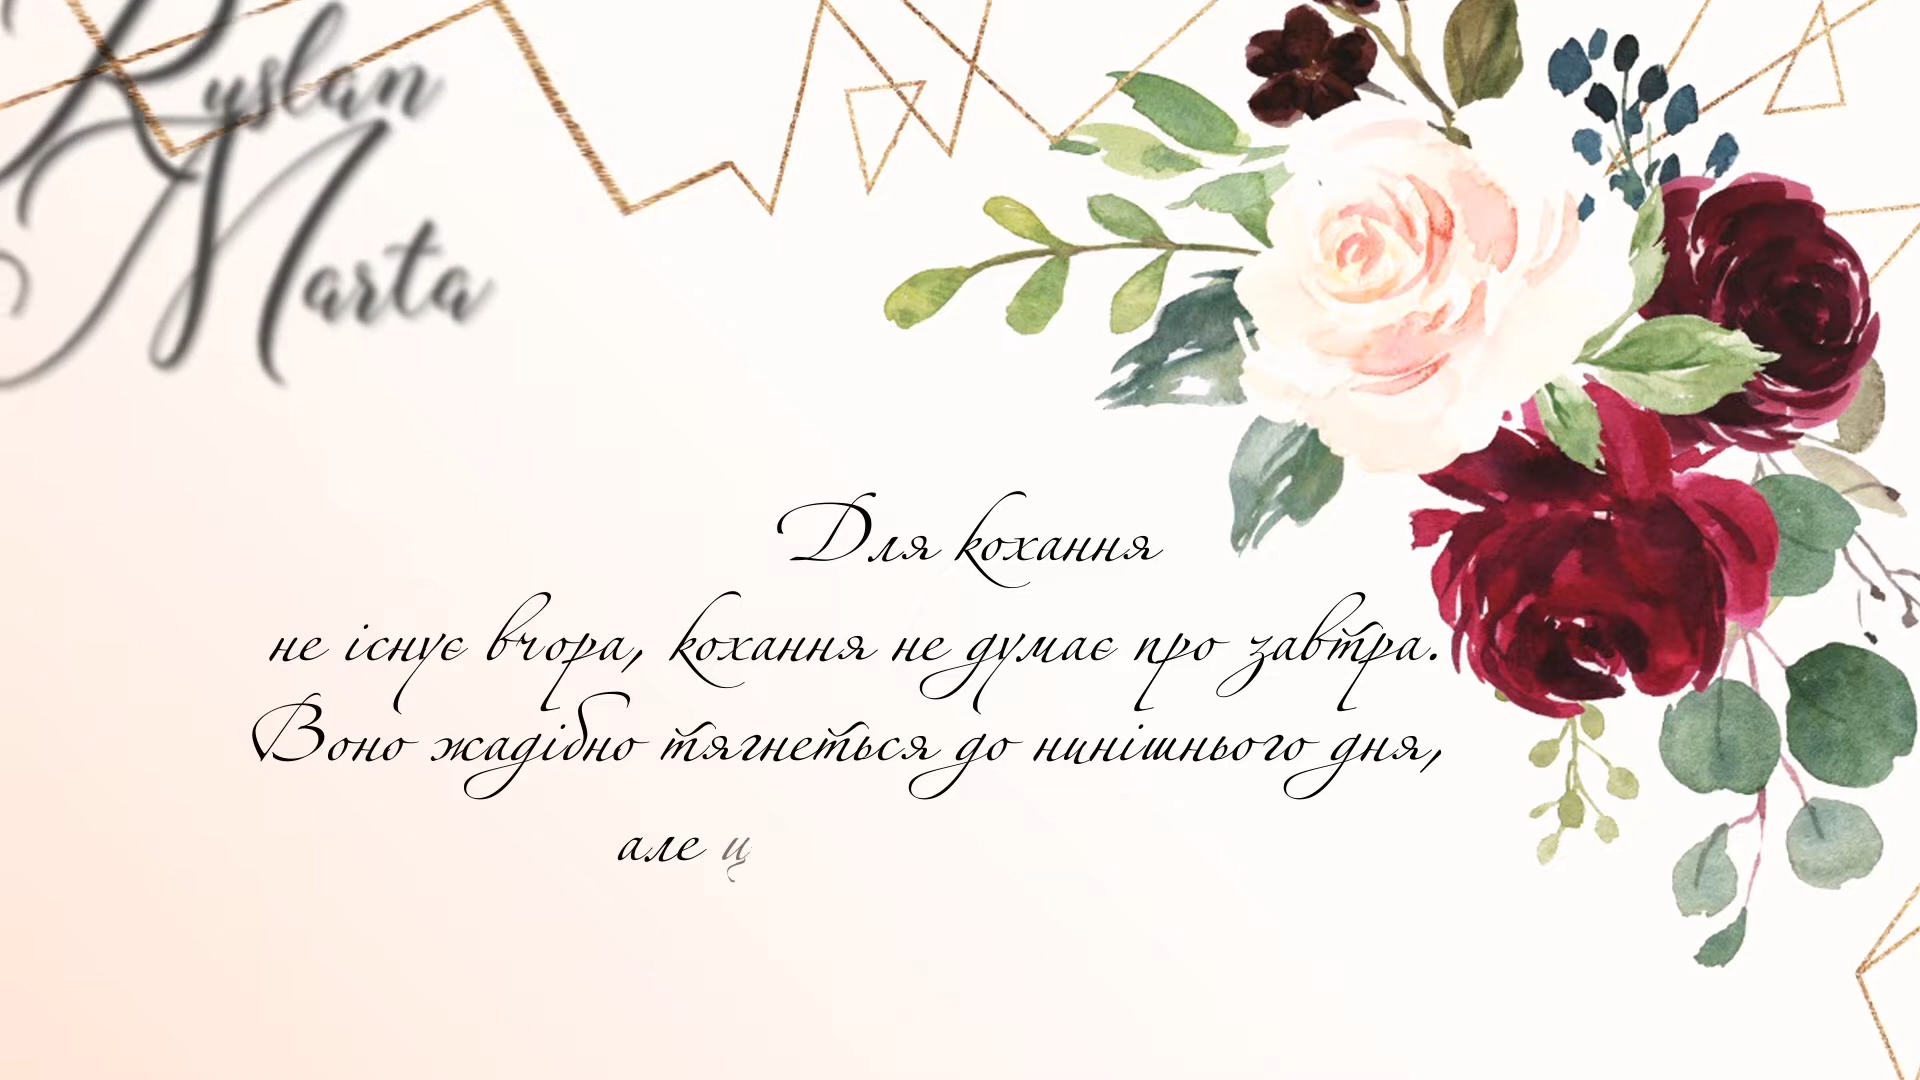 Ruslan
Marta
Для кохання
не існує вчора, кохання не думає про завтра.
Воно жадібно тягнеться до нинішнього дня,
але ц